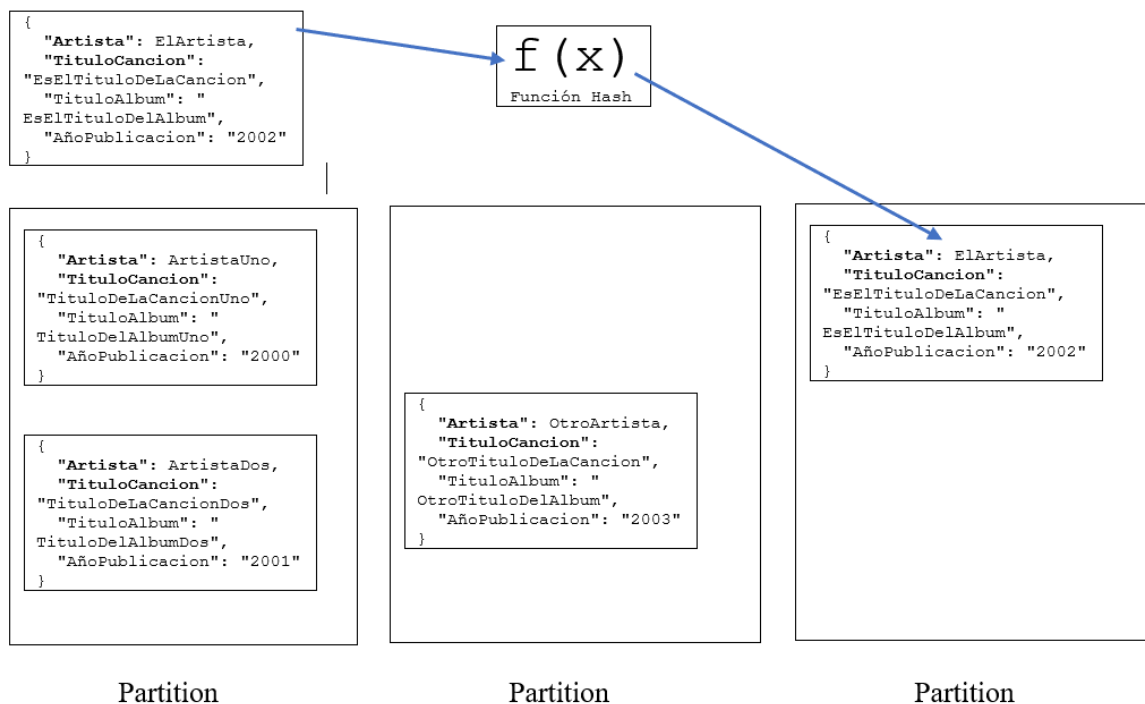 {
"Artista": ElArtista,
"TituloCancion":
"EsElTituloDeLaCancion",
"TituloAlbum": "
EsElTituloDelAlbum",
"AñoPublicacion": "2002"
}
f(x)
Función Hash
{
"Artista": ArtistaUno,
"TituloCancion":
"TituloDeLaCancionUno",
"TituloAlbum": "
TituloDelAlbumUno",
"AñoPublicacion": "2000"
}
{
"Artista": ArtistaDos,
"TituloCancion":
"TituloDeLaCancionDos",
"TituloAlbum": "
TituloDelAlbumDos",
"AñoPublicacion": "2001"
}
{
"Artista": OtroArtista,
"TituloCancion":
"OtroTituloDeLaCancion",
"TituloAlbum": "
OtroTituloDelAlbum",
"AñoPublicacion": "2003"
}
{
"Artista": ElArtista,
"TituloCancion":
"EsElTituloDeLaCancion",
"TituloAlbum": "
EsElTituloDelAlbum",
"AñoPublicacion": "2002"
}
Partition
Partition
Partition